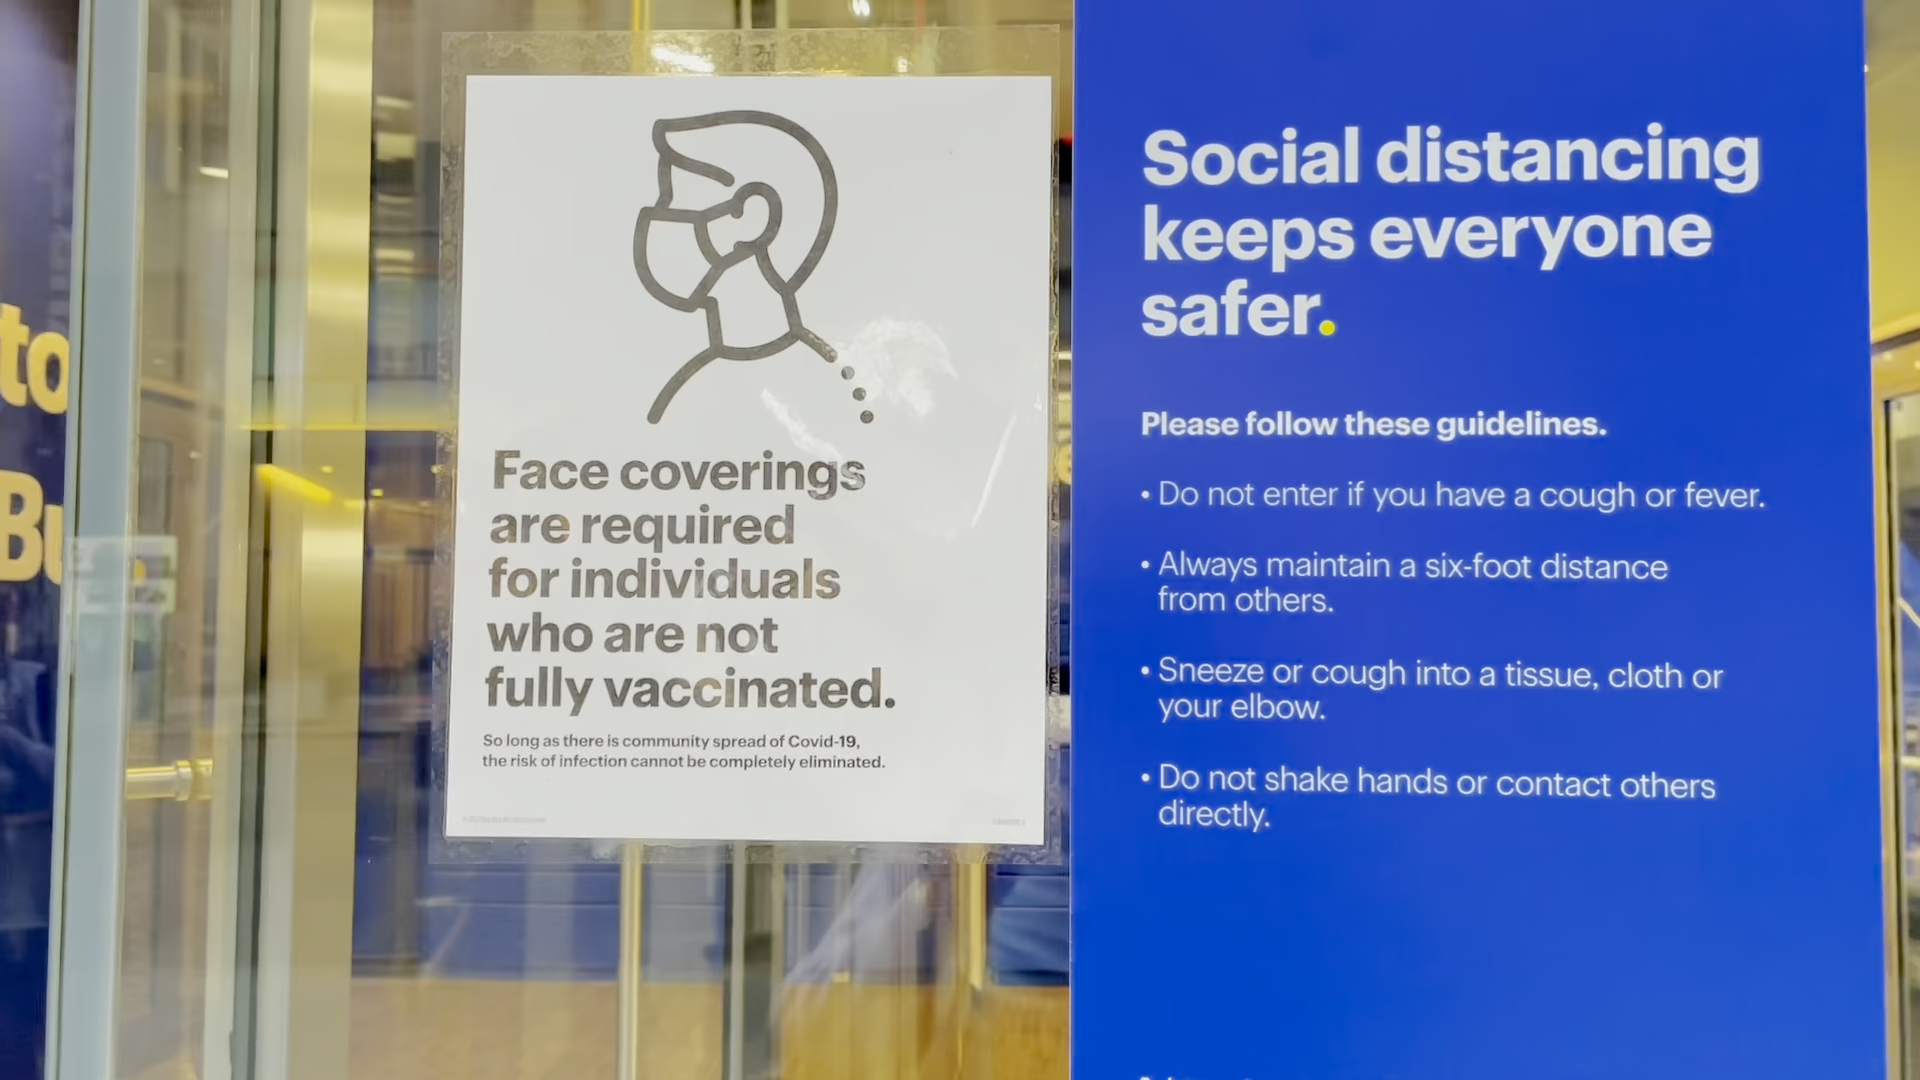 to
Bu
Face coverings
are required
for individuals
who are not
fully vaccinated.
So long as there is community spread of Covid-19,
the risk of infection cannot be completely eliminated.
Social distancing
keeps everyone
safer.
Please follow these guidelines.
• Do not enter if you have a cough or fever.
• Always maintain a six-foot distance
from others.
• Sneeze or cough into a tissue, cloth or
your elbow.
• Do not shake hands or contact others
directly.